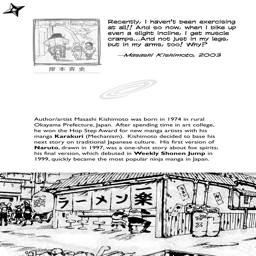 Recently, I haven't been exercising
at all! And so now, when I bike up
even a slight incline, I get muscle
cramps...And not just in my legs,
but in my arms, too! Why?
—Masashi Kishimoto, 2003
岸本斉史
Author/artist Masashi Kishimoto was born in 1974 in rural
Okayama Prefecture, Japan. After spending time in art college,
he won the Hop Step Award for new manga artists with his
manga Karakuri (Mechanism). Kishimoto decided to base his
next story on traditional Japanese culture. His first version of
Naruto, drawn in 1997, was a one-shot story about fox spirits;
his final version, which debuted in Weekly Shonen Jump in
1999, quickly became the most popular ninja manga in Japan.
ラーメン 一楽